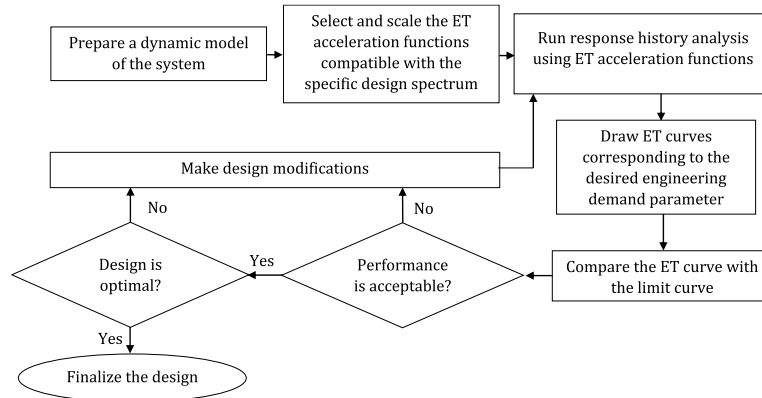 Prepare a dynamic model
of the system
Select and scale the ET
acceleration functions
compatible with the
specific design spectrum
Run response history analysis
using ET acceleration functions
Draw ET curves
corresponding to the
desired engineering
demand parameter
Make design modifications
No
No
Design is
optimal?
Yes
Performance
is acceptable?
Compare the ET curve with
the limit curve
Yes
Finalize the design